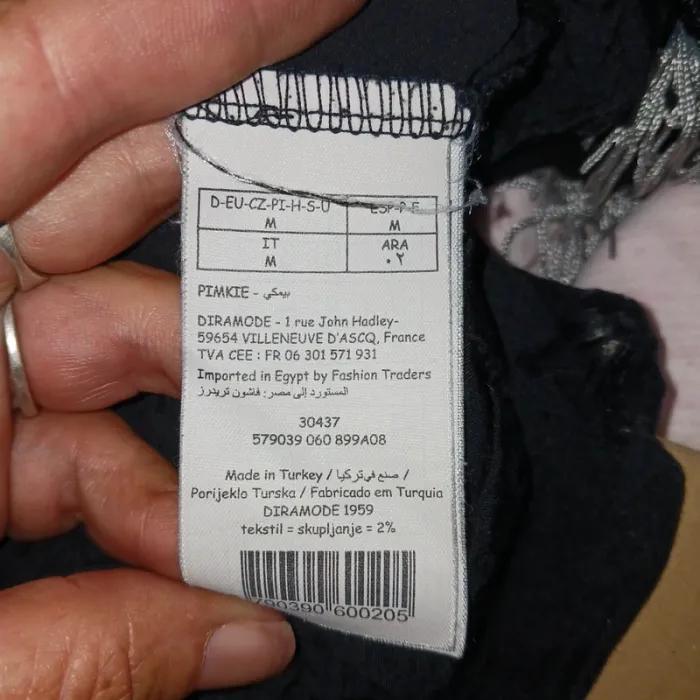 D-EU-CZ-PI-H-S-U ESP-P-E
M M
IT ARA
M ٠٢
PIMKIE - بيمكي
DIRAMODE - 1 rue John Hadley-
59654 VILLENEUVE D'ASCQ, France
TVA CEE : FR 06 301 571 931
Imported in Egypt by Fashion Traders
المستورد إلى مصر: فاشون تريدرز
30437
579039 060 899A08
Made in Turkey / صنع في تركيا /
Porijeklo Turska / Fabricado em Turquia
DIRAMODE 1959
tekstil = skupljanje = 2%
790390 600205